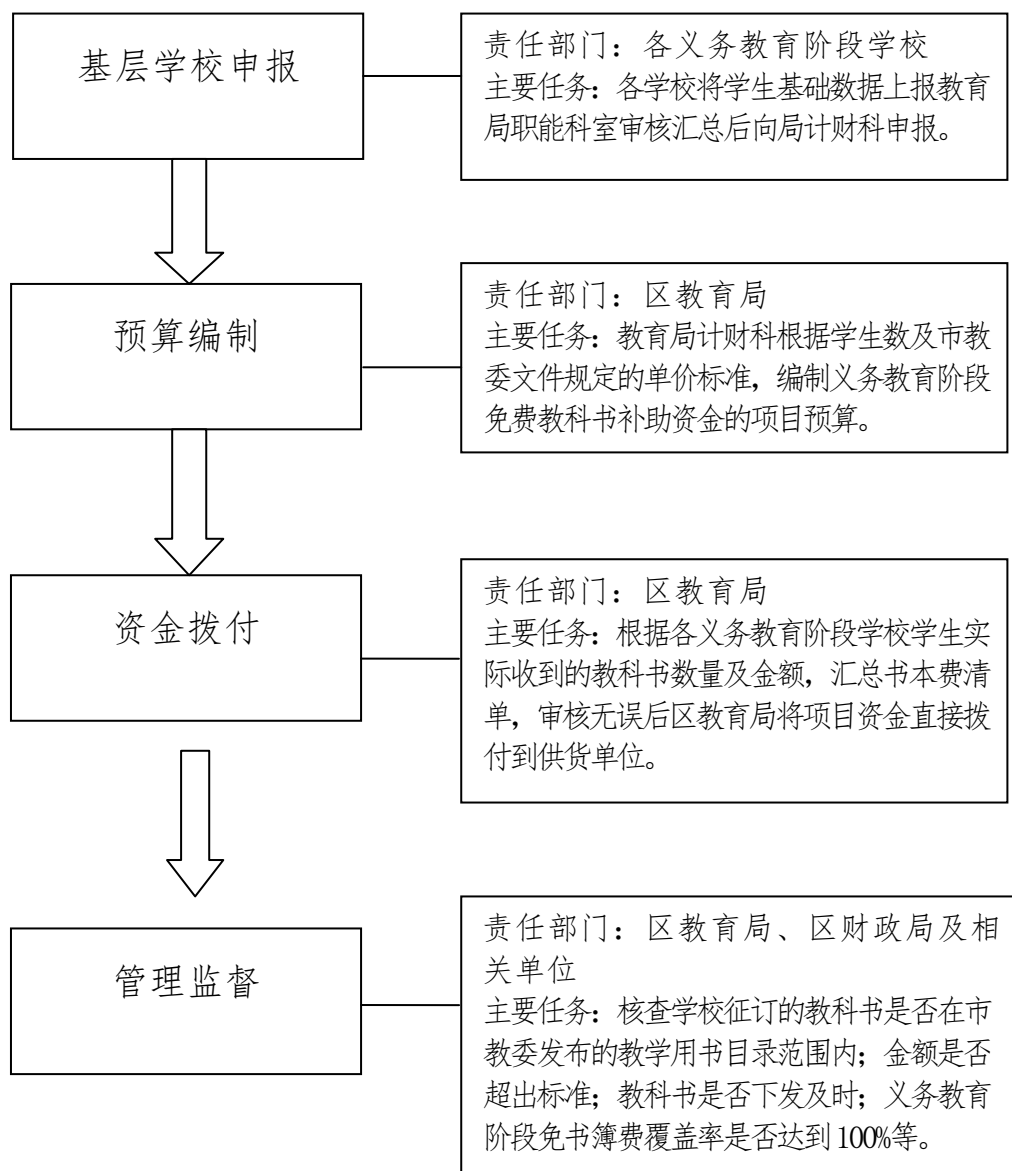 基层学校申报
责任部门：各义务教育阶段学校
主要任务：各学校将学生基础数据上报教育
局职能科室审核汇总后向局计财科申报。
预算编制
责任部门：区教育局
主要任务：教育局计财科根据学生数及市教
委文件规定的单价标准，编制义务教育阶段
免费教科书补助资金的项目预算。
资金拨付
责任部门：区教育局
主要任务：根据各义务教育阶段学校学生实
际收到的教科书数量及金额，汇总书本费清
单，审核无误后区教育局将项目资金直接拨
付到供货单位。
管理监督
责任部门：区教育局、区财政局及相
关单位
主要任务：核查学校征订的教科书是否在市
教委发布的教学用书目录范围内；金额是否
超出标准；教科书是否下发及时；义务教育
阶段免书簿费覆盖率是否达到100%等。